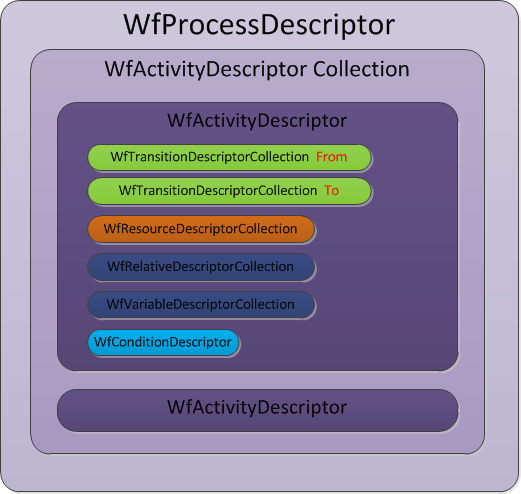 WfProcessDescriptor
WfActivityDescriptor Collection
WfActivityDescriptor
WfTransitionDescriptorCollection From
WfTransitionDescriptorCollection To
WfResourceDescriptorCollection
WfRelativeDescriptorCollection
WfVariableDescriptorCollection
WfConditionDescriptor
WfActivityDescriptor